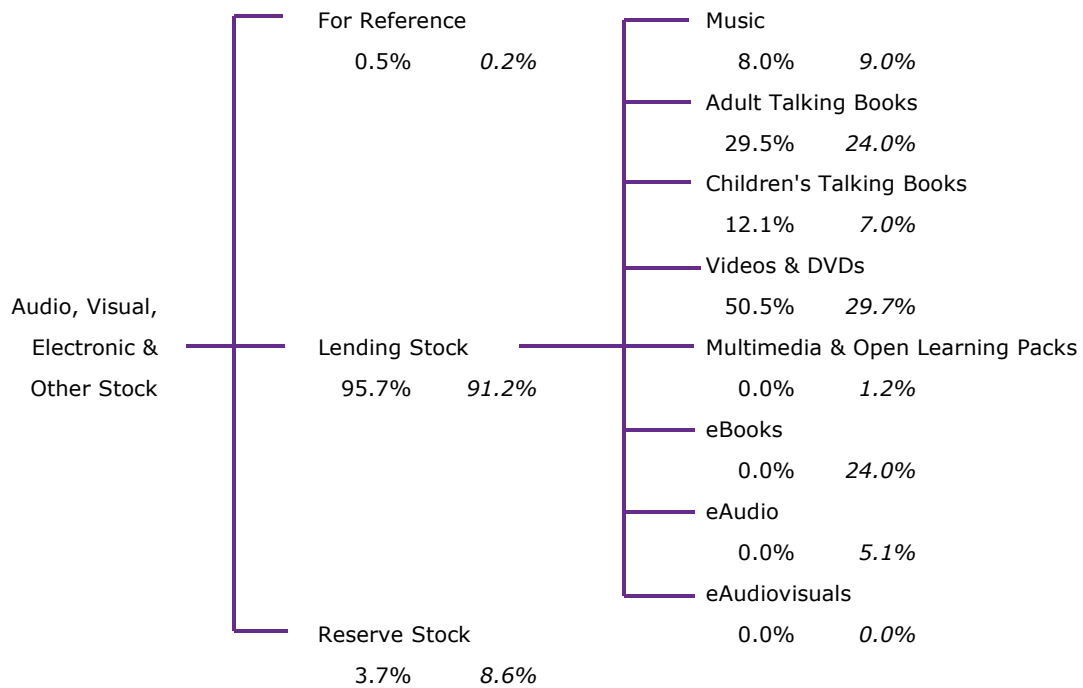 Audio, Visual,
Electronic &
Other Stock
For Reference
0.5% 0.2%
Lending Stock
95.7% 91.2%
Reserve Stock
3.7% 8.6%
Music
8.0% 9.0%
Adult Talking Books
29.5% 24.0%
Children's Talking Books
12.1% 7.0%
Videos & DVDs
50.5% 29.7%
Multimedia & Open Learning Packs
0.0% 1.2%
eBooks
0.0% 24.0%
eAudio
0.0% 5.1%
eAudiovisuals
0.0% 0.0%